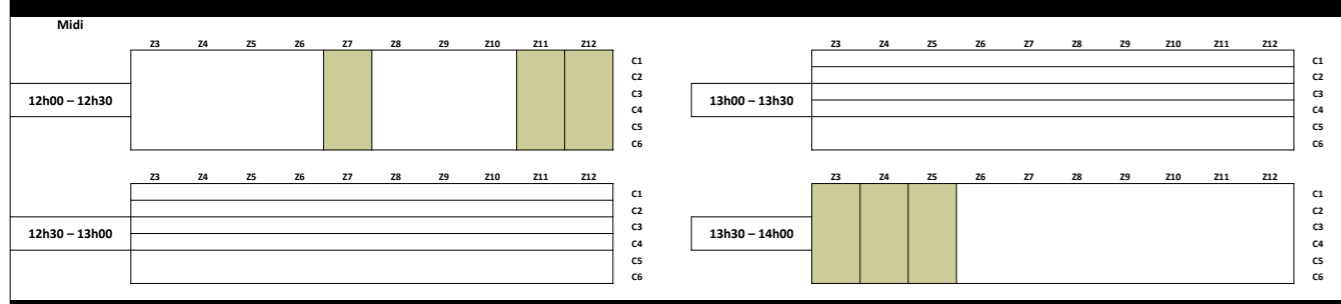 Midi
Z3 Z4 Z5 Z6 Z7 Z8 Z9 Z10 Z11 Z12
C1
C2
12h00 – 12h30
C3
C4
C5
C6
Z3 Z4 Z5 Z6 Z7 Z8 Z9 Z10 Z11 Z12
C1
C2
13h00 – 13h30
C3
C4
C5
C6
Z3 Z4 Z5 Z6 Z7 Z8 Z9 Z10 Z11 Z12
C1
C2
12h30 – 13h00
C3
C4
C5
C6
Z3 Z4 Z5 Z6 Z7 Z8 Z9 Z10 Z11 Z12
C1
C2
13h30 – 14h00
C3
C4
C5
C6